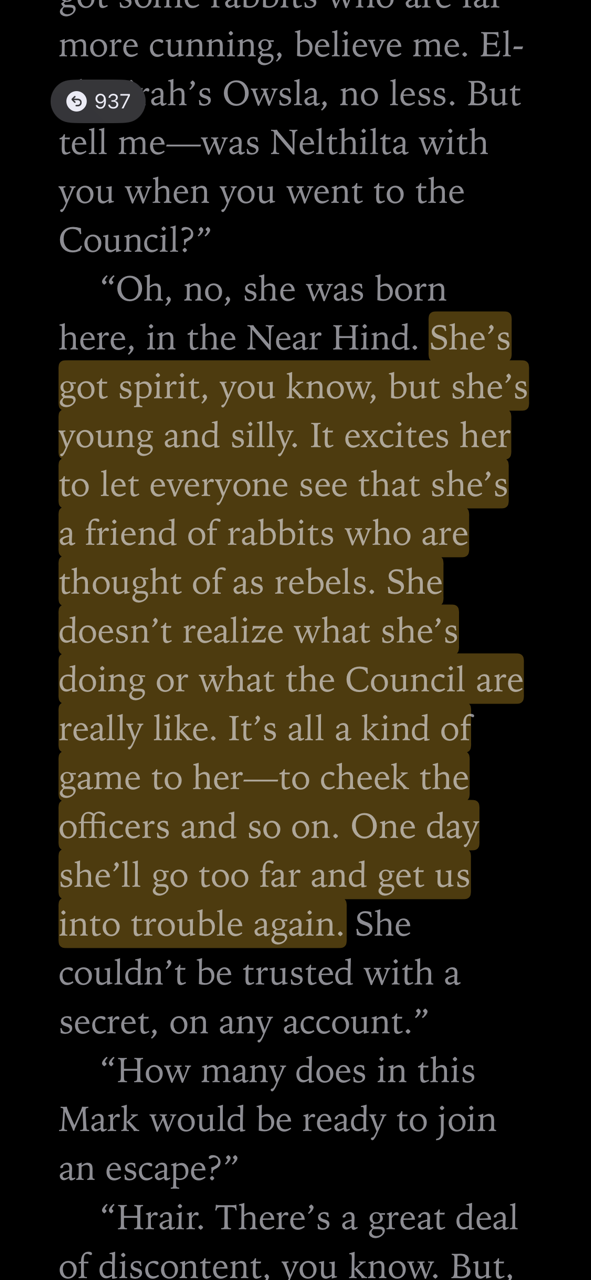 got some rabbits who are far
more cunning, believe me. El-
937
rah’s Owsla, no less. But
tell me—was Nelthilta with
you when you went to the
Council?”
“Oh, no, she was born
here, in the Near Hind. She’s
got spirit, you know, but she’s
young and silly. It excites her
to let everyone see that she’s
a friend of rabbits who are
thought of as rebels. She
doesn’t realize what she’s
doing or what the Council are
really like. It’s all a kind of
game to her—to cheek the
officers and so on. One day
she’ll go too far and get us
into trouble again. She
couldn’t be trusted with a
secret, on any account.”
“How many does in this
Mark would be ready to join
an escape?”
“Hrair. There’s a great deal
of discontent, you know. But,